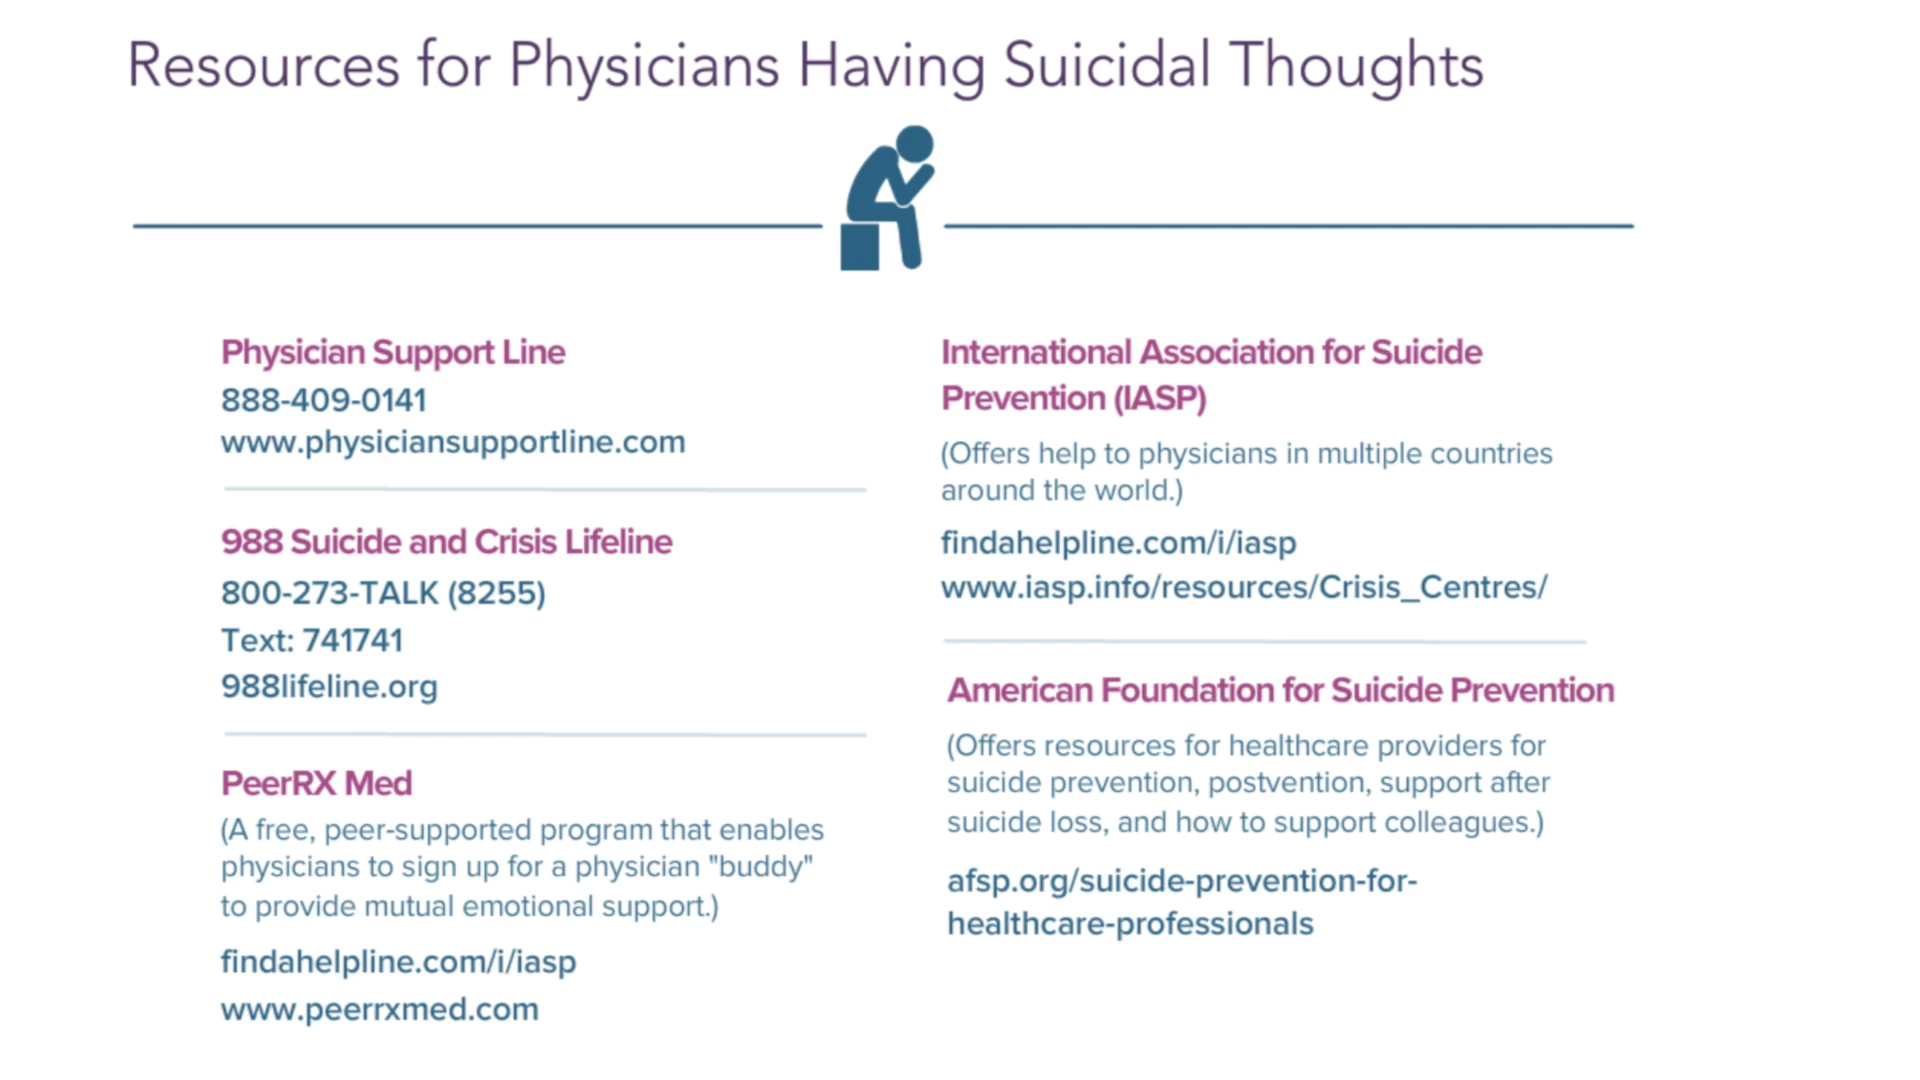 Resources for Physicians Having Suicidal Thoughts
Physician Support Line
888-409-0141
www.physiciansupportline.com
988 Suicide and Crisis Lifeline
800-273-TALK (8255)
Text: 741741
988lifeline.org
PeerRX Med
(A free, peer-supported program that enables
physicians to sign up for a physician "buddy"
to provide mutual emotional support.)
findahelpline.com/i/iasp
www.peerrxmed.com
International Association for Suicide
Prevention (IASP)
(Offers help to physicians in multiple countries
around the world.)
findahelpline.com/i/iasp
www.iasp.info/resources/Crisis_Centres/
American Foundation for Suicide Prevention
(Offers resources for healthcare providers for
suicide prevention, postvention, support after
suicide loss, and how to support colleagues.)
afsp.org/suicide-prevention-for-
healthcare-professionals